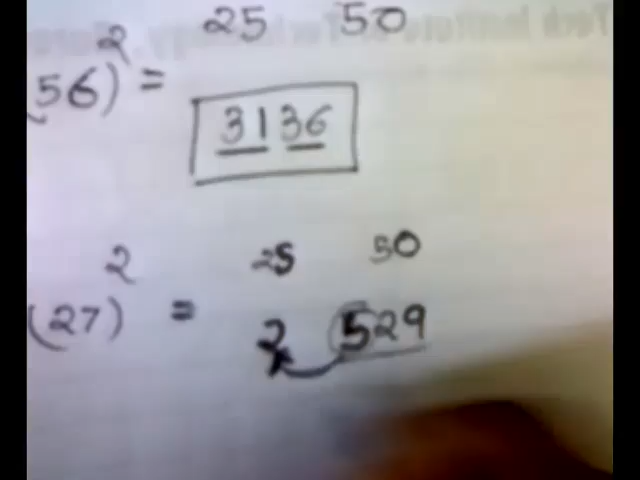 25 50
(56)² =
3136
25 50
(27)² = 2 529